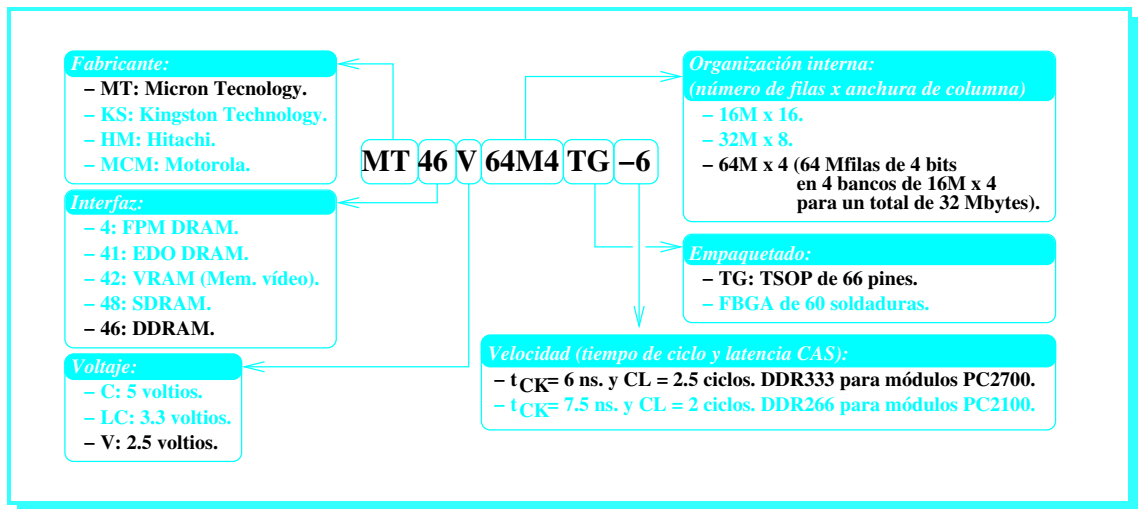 Fabricante:
– MT: Micron Tecnology.
– KS: Kingston Technology.
– HM: Hitachi.
– MCM: Motorola.
MT 46 V 64M4 TG –6
Organización interna:
(número de filas x anchura de columna)
– 16M x 16.
– 32M x 8.
– 64M x 4 (64 Mfilas de 4 bits
en 4 bancos de 16M x 4
para un total de 32 Mbytes).
Interfaz:
– 4: FPM DRAM.
– 41: EDO DRAM.
– 42: VRAM (Mem. vídeo).
– 48: SDRAM.
– 46: DDRAM.
Empaquetado:
– TG: TSOP de 66 pines.
– FBGA de 60 soldaduras.
Voltaje:
– C: 5 voltios.
– LC: 3.3 voltios.
– V: 2.5 voltios.
Velocidad (tiempo de ciclo y latencia CAS):
– tCK= 6 ns. y CL = 2.5 ciclos. DDR333 para módulos PC2700.
– tCK= 7.5 ns. y CL = 2 ciclos. DDR266 para módulos PC2100.